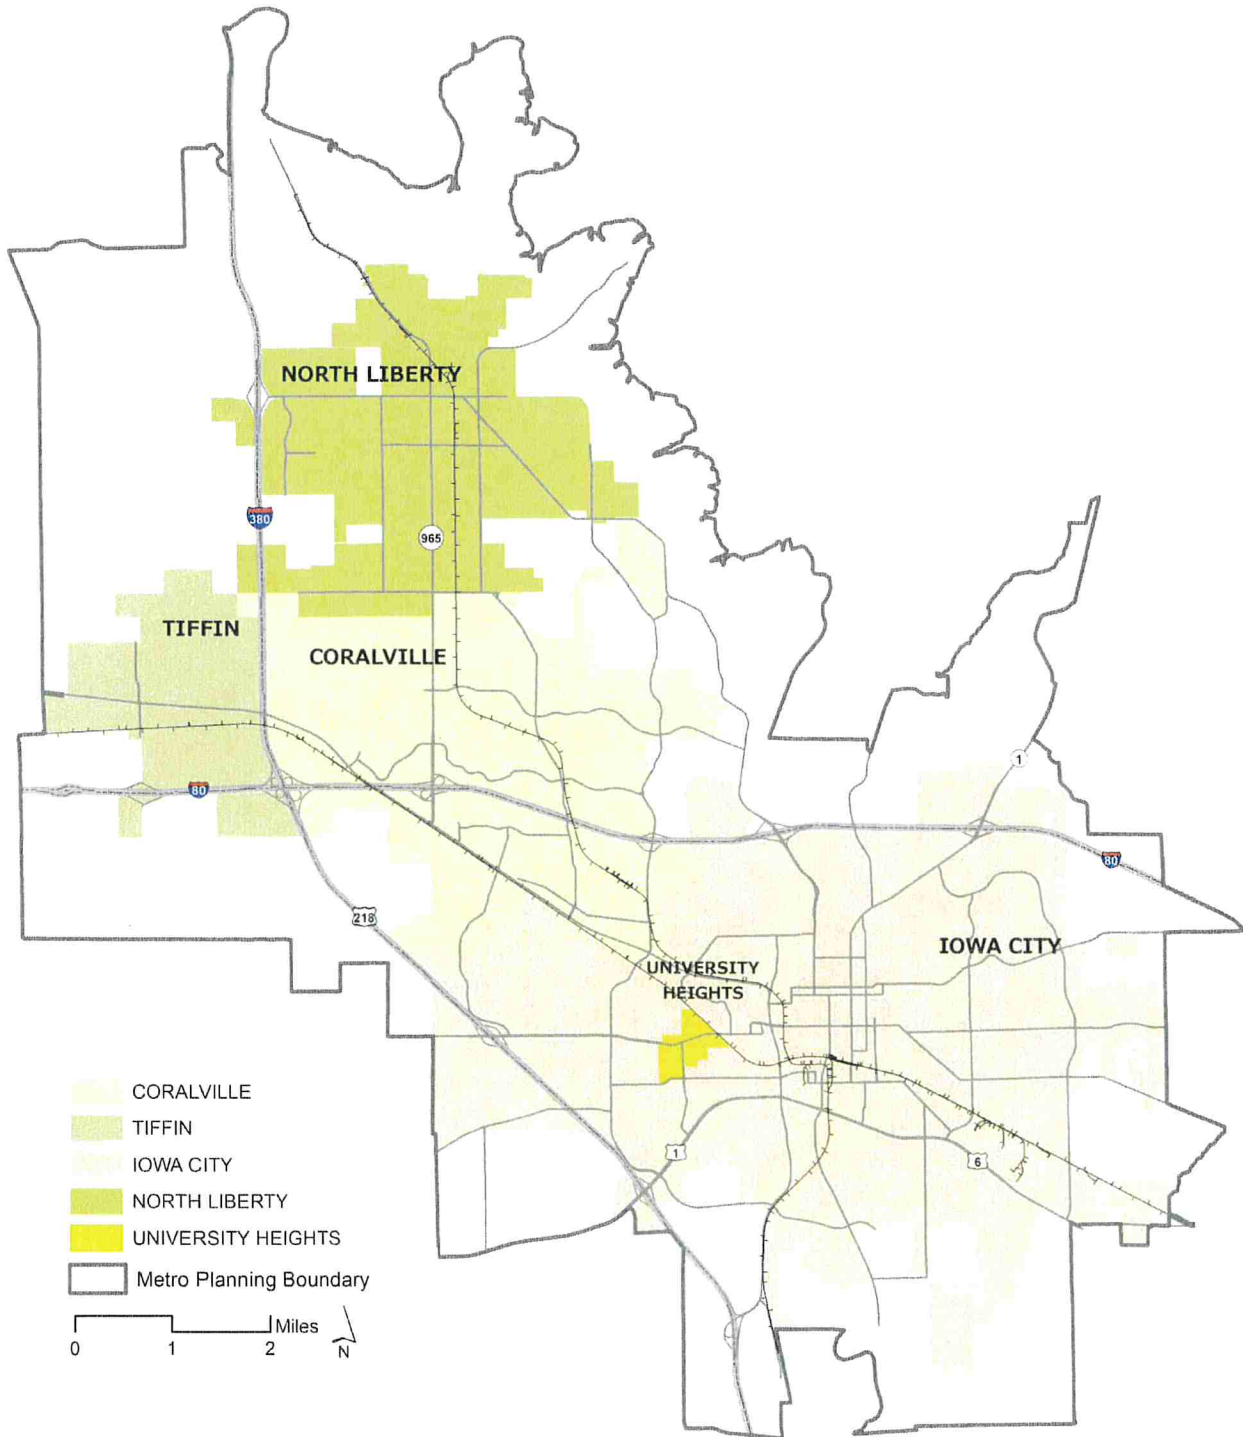 NORTH LIBERTY
380
965
TIFFIN
CORALVILLE
1
80
80
218
IOWA CITY
UNIVERSITY
HEIGHTS
1
6
CORALVILLE
TIFFIN
IOWA CITY
NORTH LIBERTY
UNIVERSITY HEIGHTS
Metro Planning Boundary
Miles
0 1 2
N